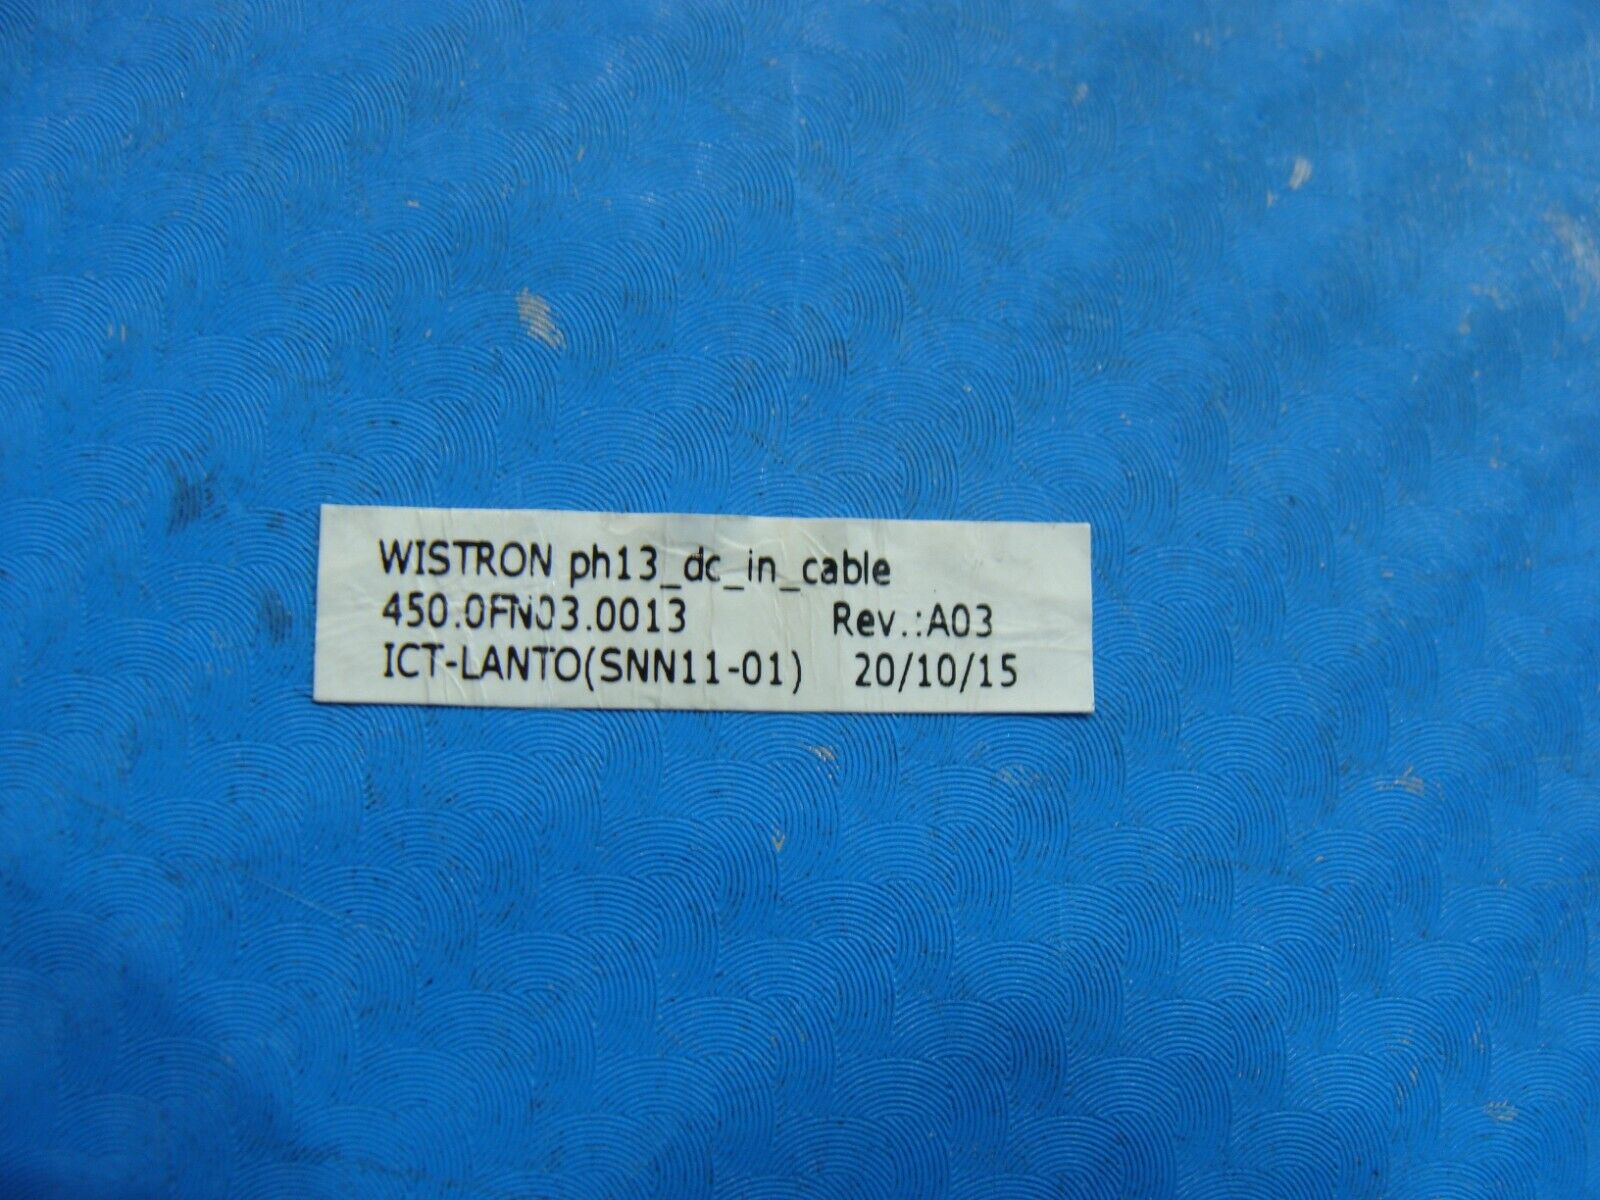 WISTRON ph13_dc_in_cable
450.0FN03.0013 Rev.:A03
ICT-LANTO(SNN11-01) 20/10/15